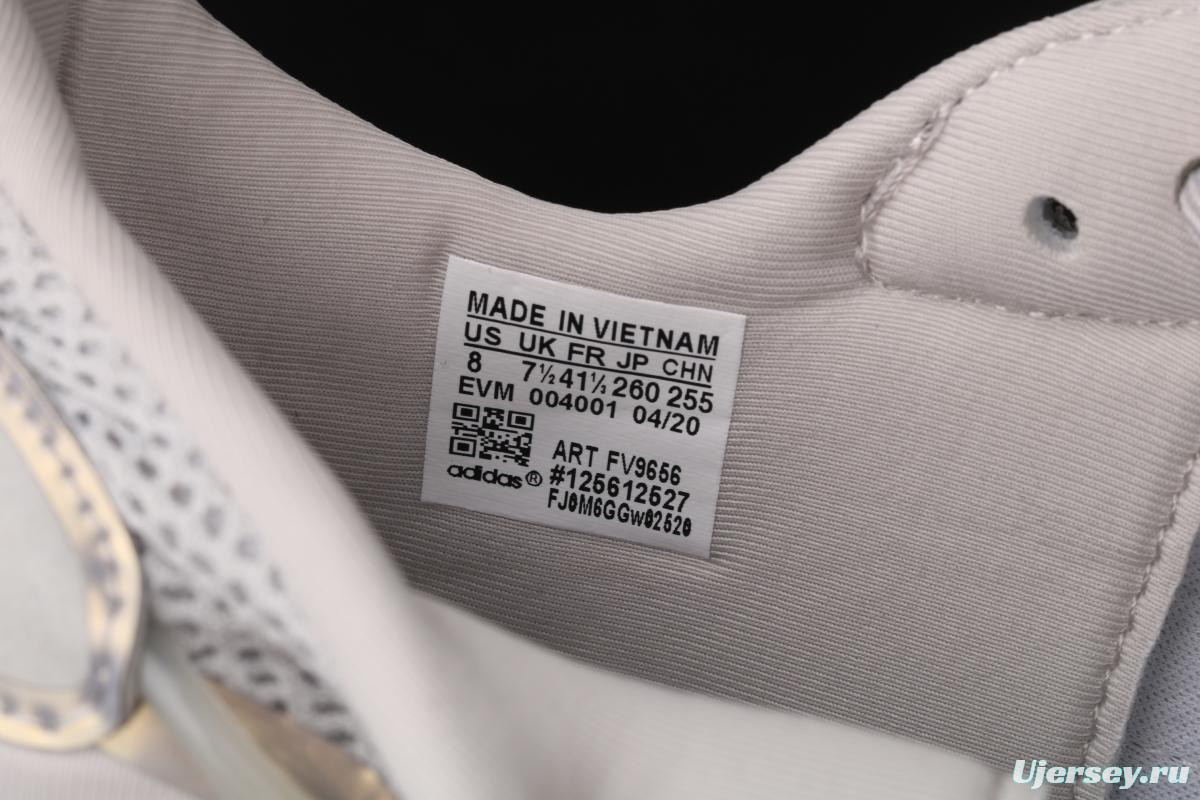 MADE IN VIETNAM
US UK FR JP CHN
8 7½ 41⅓ 260 255
EVM 004001 04/20
ART FV9656
#125612527
adidas®
FJ0M6GGW02520
Ujersey.ru